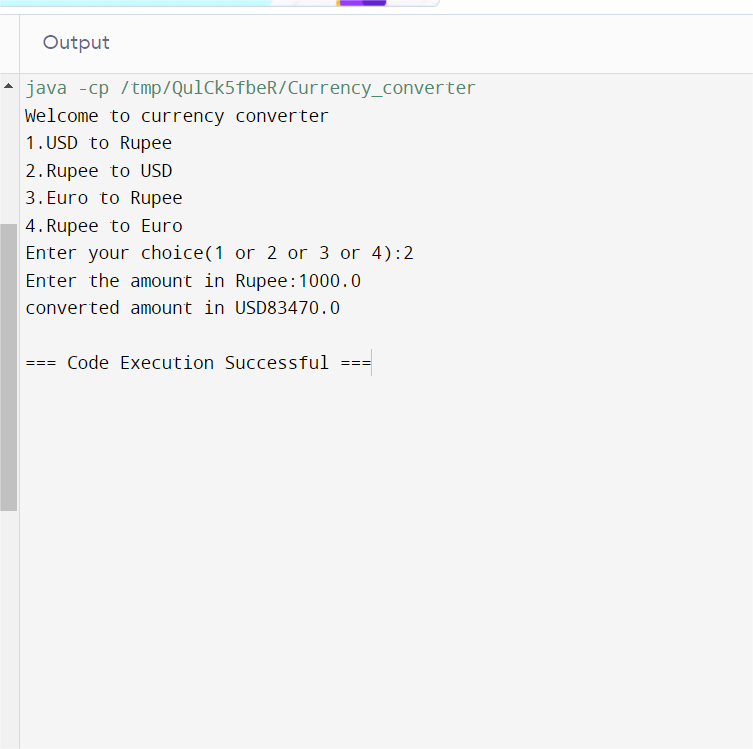 Output
java -cp /tmp/QulCk5fbeR/Currency_converter
Welcome to currency converter
1.USD to Rupee
2.Rupee to USD
3.Euro to Rupee
4.Rupee to Euro
Enter your choice(1 or 2 or 3 or 4):2
Enter the amount in Rupee:1000.0
converted amount in USD83470.0
=== Code Execution Successful ===